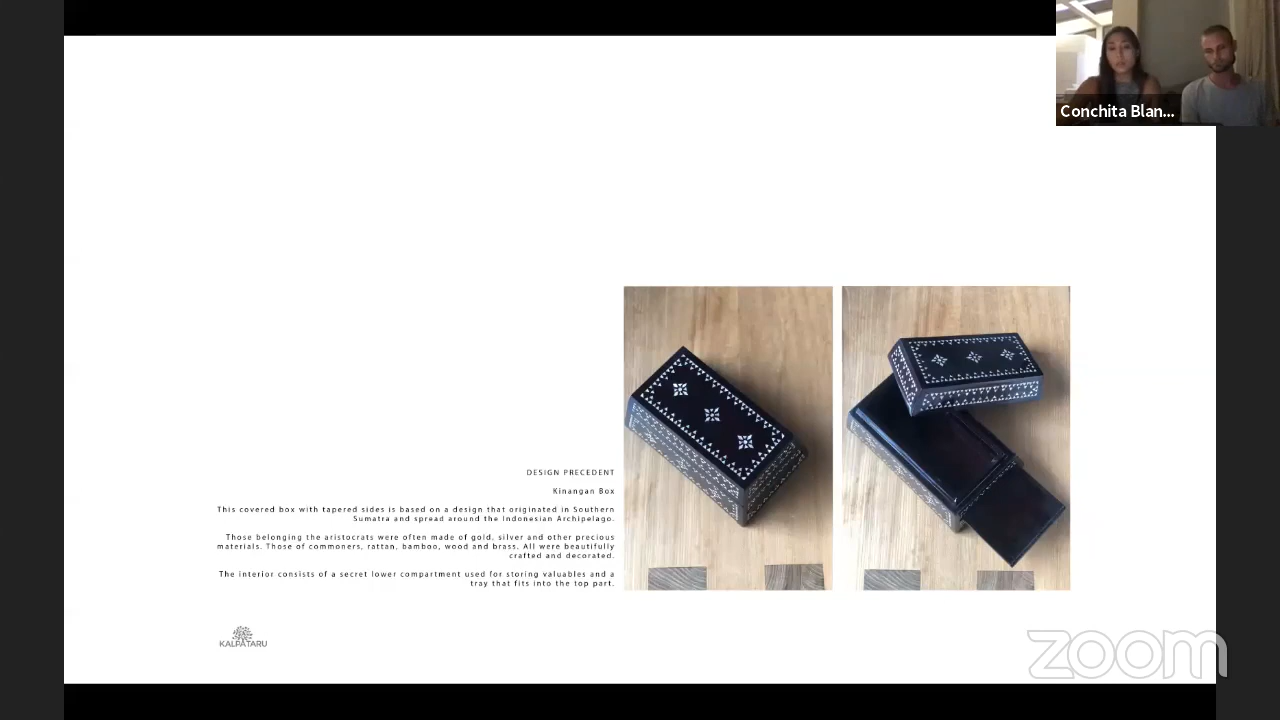 Conchita Blan...
DESIGN PRECEDENT
Kinangan Box
This covered box with tapered sides is based on a design that originated in Southern
Sumatra and spread around the Indonesian Archipelago.
Those belonging the aristocrats were often made of gold, silver and other precious
materials. Those of commoners, rattan, bamboo, wood and brass. All were beautifully
crafted and decorated.
The interior consists of a secret lower compartment used for storing valuables and a
tray that fits into the top part.
KALPATARU
zoom